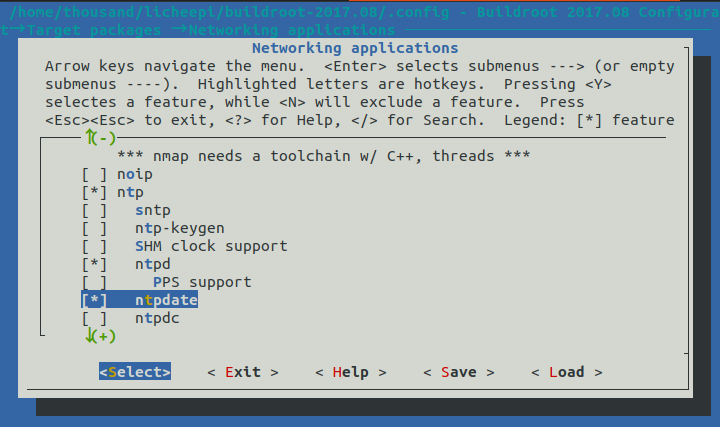 /home/thousand/licheepi/buildroot-2017.08/.config - Buildroot 2017.08 Configura
t→Target packages →Networking applications
Networking applications
Arrow keys navigate the menu.  <Enter> selects submenus ---> (or empty
submenus ----).  Highlighted letters are hotkeys.  Pressing <Y>
selectes a feature, while <N> will exclude a feature.  Press
<Esc><Esc> to exit, <?> for Help, </> for Search.  Legend: [*] feature
↑(-)
*** nmap needs a toolchain w/ C++, threads ***
[ ] noip
[*] ntp
[ ]   sntp
[ ]   ntp-keygen
[ ]   SHM clock support
[*]   ntpd
[ ]     PPS support
[*]   ntpdate
[ ]   ntpdc
↓(+)
<Select>    < Exit >    < Help >    < Save >    < Load >